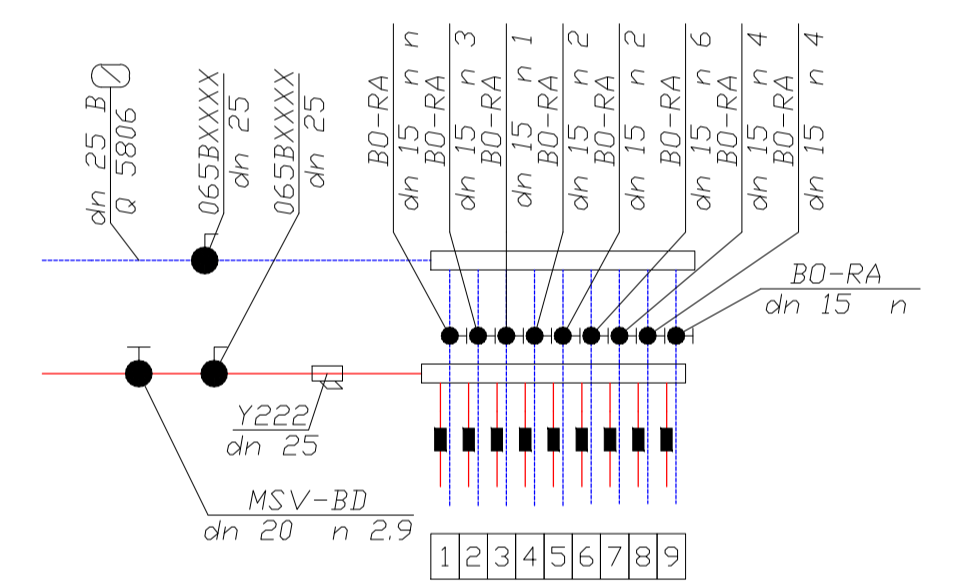 dn 25 B
Q 5806
065BXXXX
dn 25
065BXXXX
dn 25
BO-RA
dn 15 n
BO-RA
dn 15 n 3
BO-RA
dn 15 n 1
BO-RA
dn 15 n 2
BO-RA
dn 15 n 2
BO-RA
dn 15 n 6
BO-RA
dn 15 n 4
BO-RA
dn 15 n 4
BO-RA
dn 15 n
Y222
dn 25
MSV-BD
dn 20 n 2.9
1 2 3 4 5 6 7 8 9